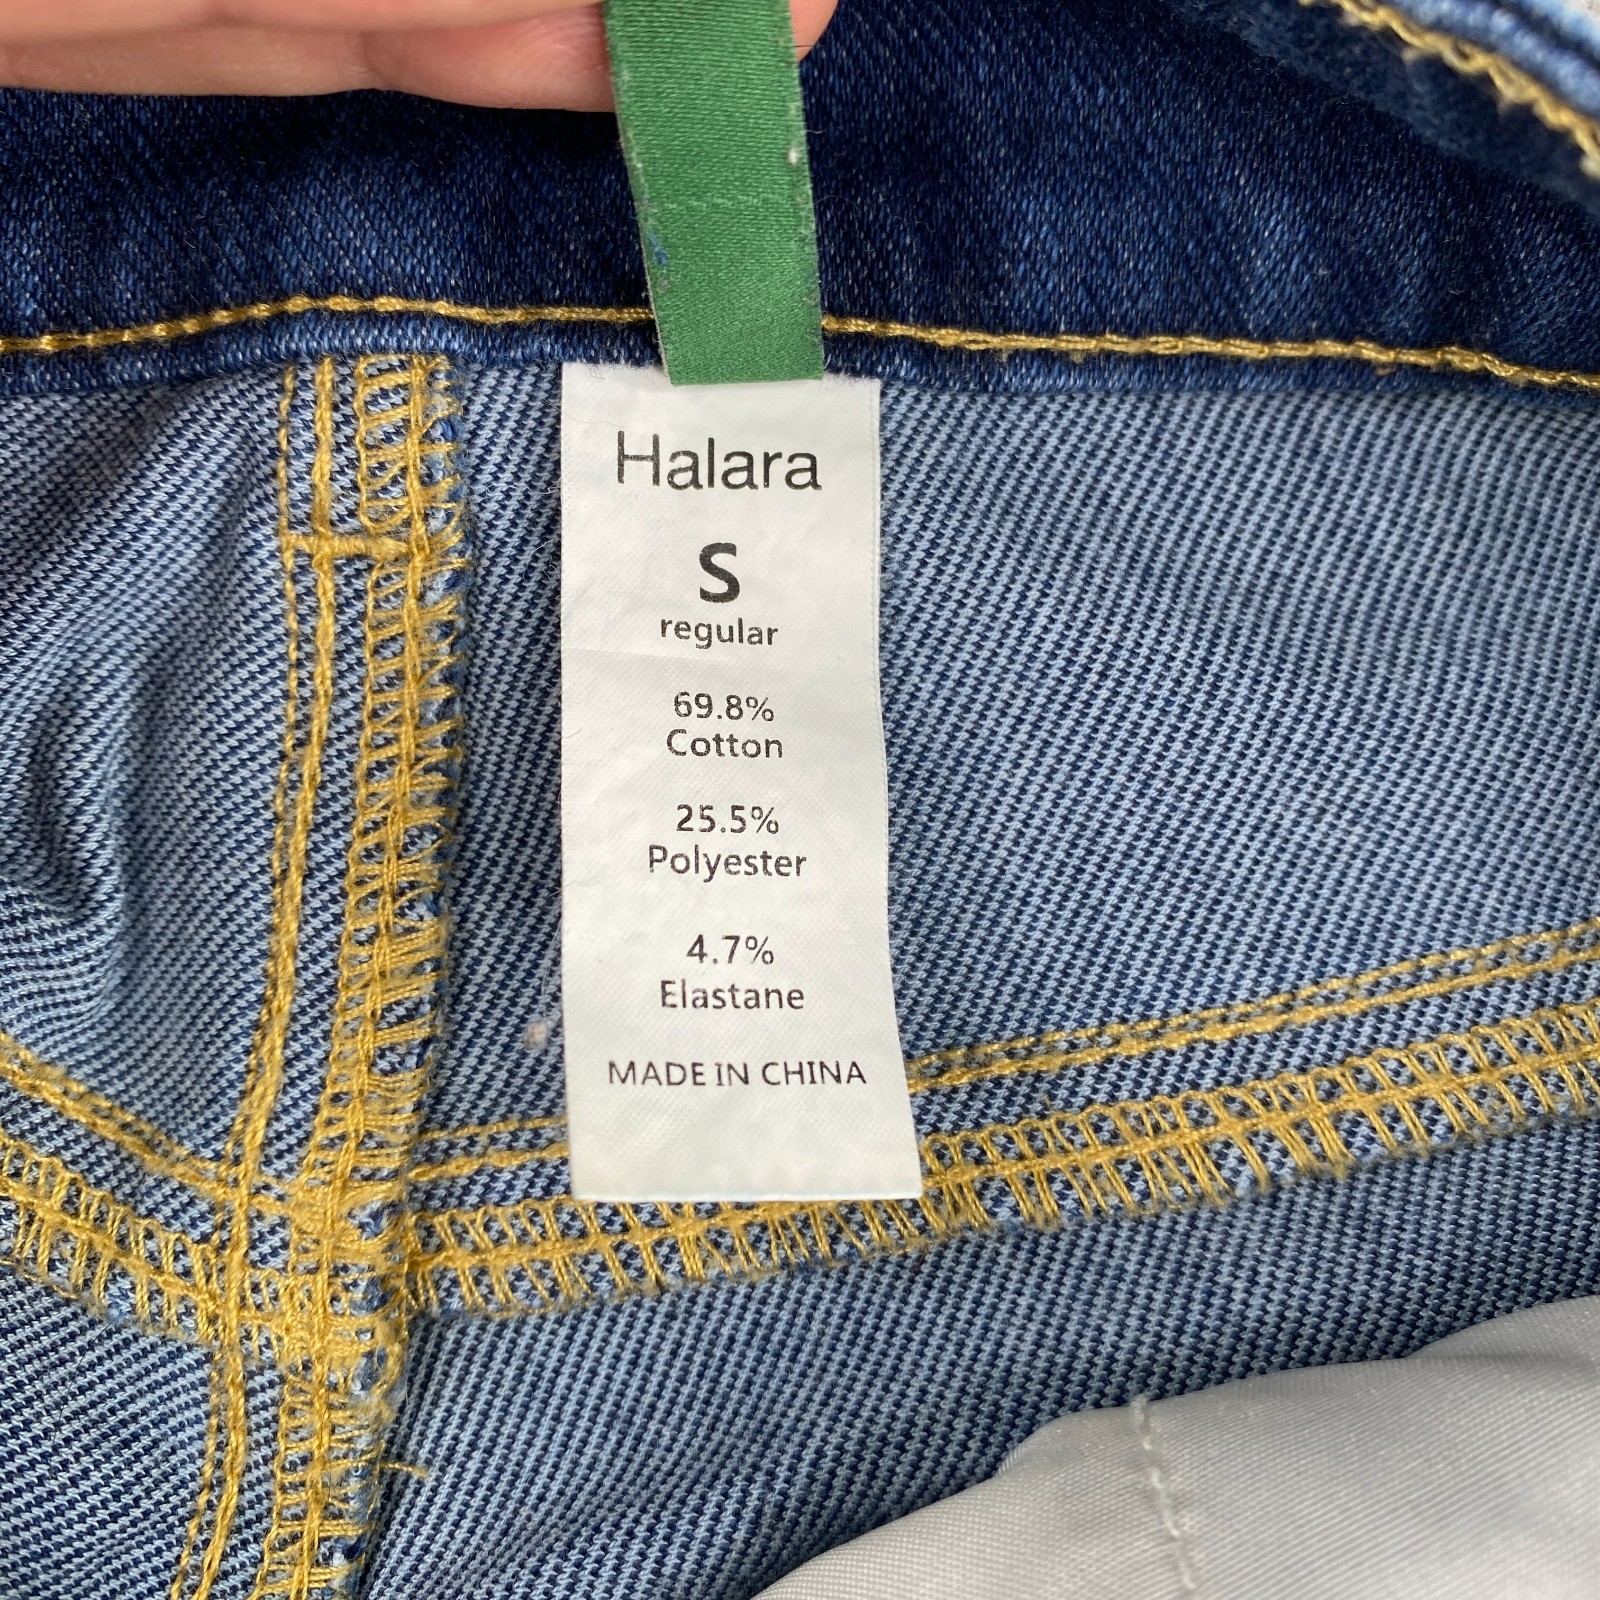 Halara
S
regular
69.8%
Cotton
25.5%
Polyester
4.7%
Elastane
MADE IN CHINA